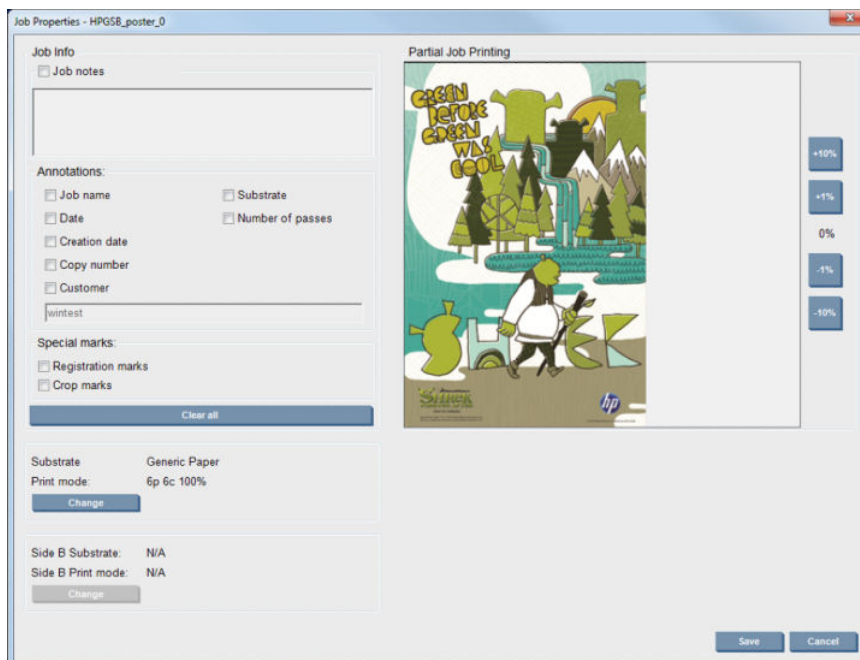 Job Properties - HPGSB_poster_0
Job Info
Job notes
Annotations:
Job name
Substrate
Date
Number of passes
Creation date
Copy number
Customer
wintest
Special marks:
Registration marks
Crop marks
Clear all
Substrate Generic Paper
Print mode: 6p 6c 100%
Change
Side B Substrate: N/A
Side B Print mode: N/A
Change
Partial Job Printing
GREEN
BEFORE
GREEN
WAS
COOL
SHREK
SHREK
hp
+10%
+1%
0%
-1%
-10%
Save
Cancel